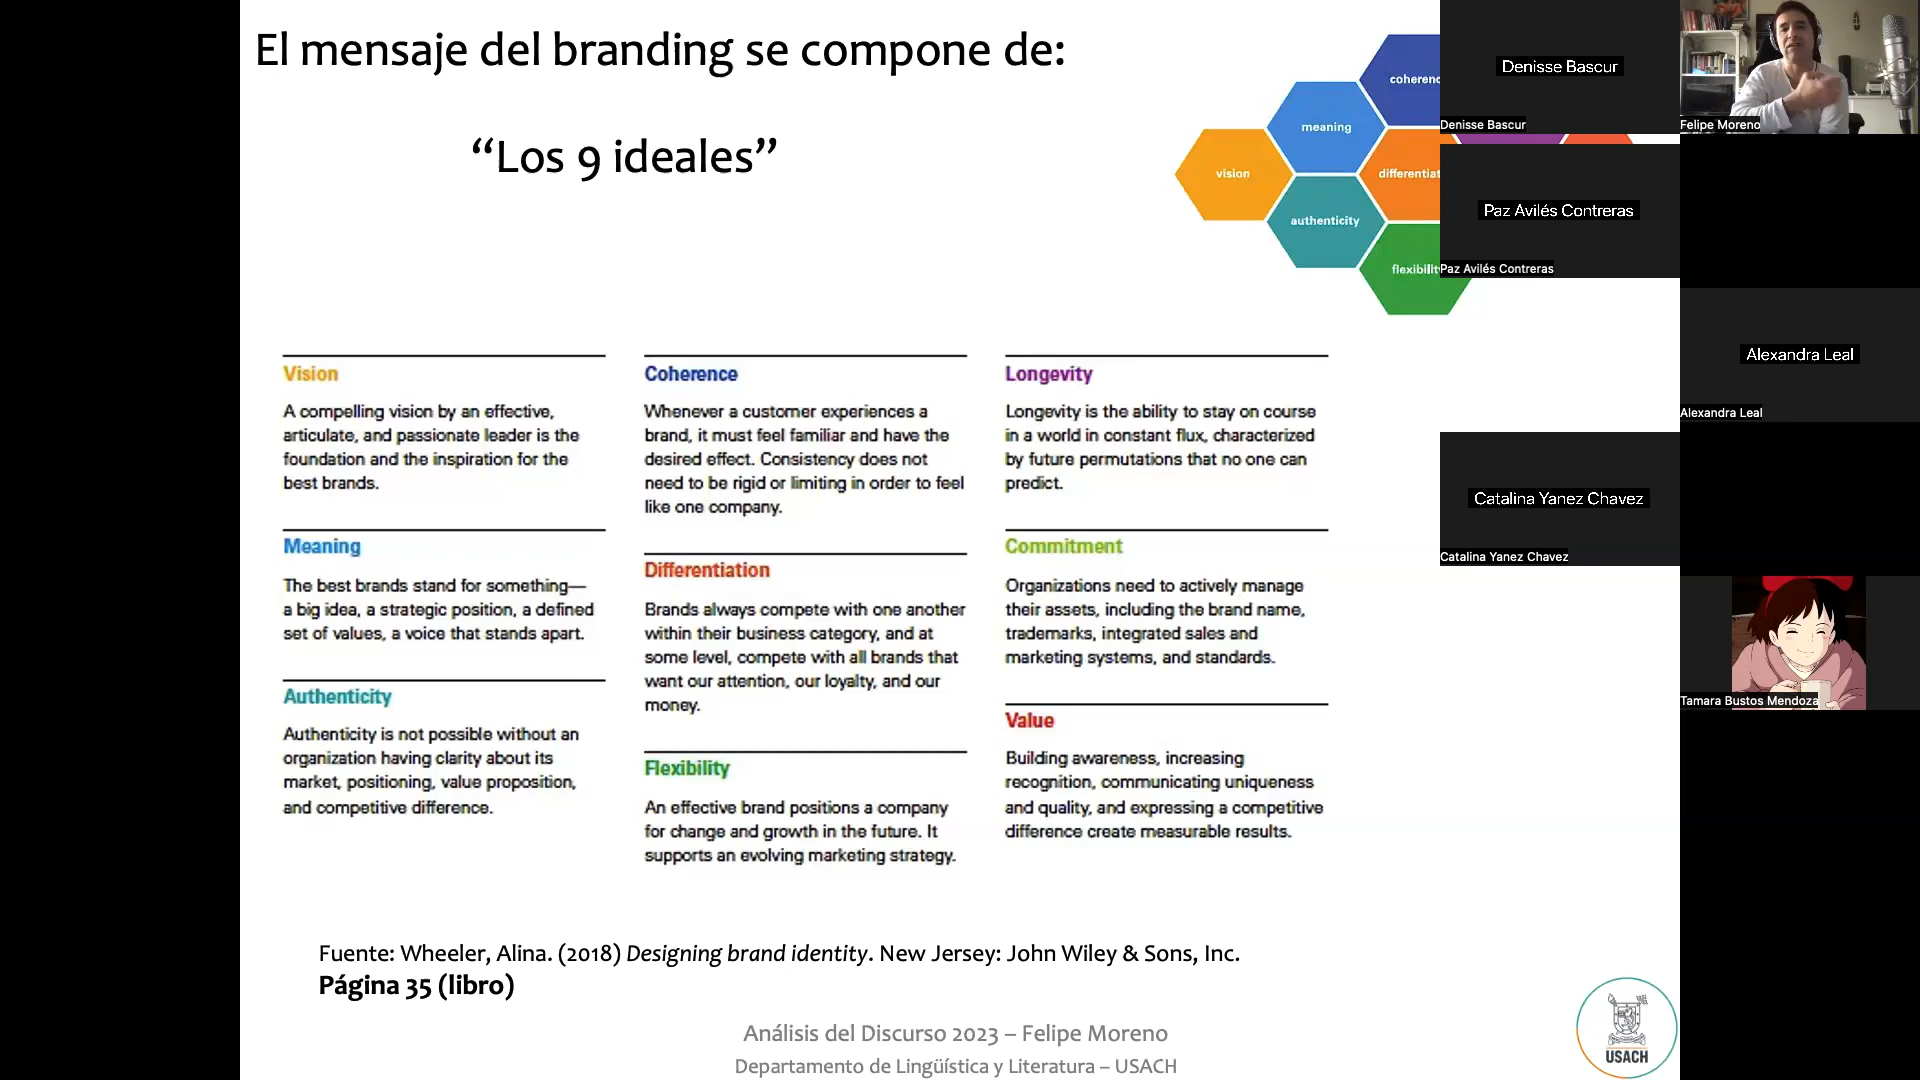 El mensaje del branding se compone de:
“Los 9 ideales”
coherenc
meaning
vision
differentiat
authenticity
flexibilit
Vision
A compelling vision by an effective,
articulate, and passionate leader is the
foundation and the inspiration for the
best brands.
Meaning
The best brands stand for something—
a big idea, a strategic position, a defined
set of values, a voice that stands apart.
Authenticity
Authenticity is not possible without an
organization having clarity about its
market, positioning, value proposition,
and competitive difference.
Coherence
Whenever a customer experiences a
brand, it must feel familiar and have the
desired effect. Consistency does not
need to be rigid or limiting in order to feel
like one company.
Differentiation
Brands always compete with one another
within their business category, and at
some level, compete with all brands that
want our attention, our loyalty, and our
money.
Flexibility
An effective brand positions a company
for change and growth in the future. It
supports an evolving marketing strategy.
Longevity
Longevity is the ability to stay on course
in a world in constant flux, characterized
by future permutations that no one can
predict.
Commitment
Organizations need to actively manage
their assets, including the brand name,
trademarks, integrated sales and
marketing systems, and standards.
Value
Building awareness, increasing
recognition, communicating uniqueness
and quality, and expressing a competitive
difference create measurable results.
Fuente: Wheeler, Alina. (2018) Designing brand identity. New Jersey: John Wiley & Sons, Inc.
Página 35 (libro)
Análisis del Discurso 2023 – Felipe Moreno
Departamento de Lingüística y Literatura – USACH
USACH
Denisse Bascur
Denisse Bascur
Felipe Moreno
Paz Avilés Contreras
Paz Avilés Contreras
Alexandra Leal
Alexandra Leal
Catalina Yanez Chavez
Catalina Yanez Chavez
Tamara Bustos Mendoza